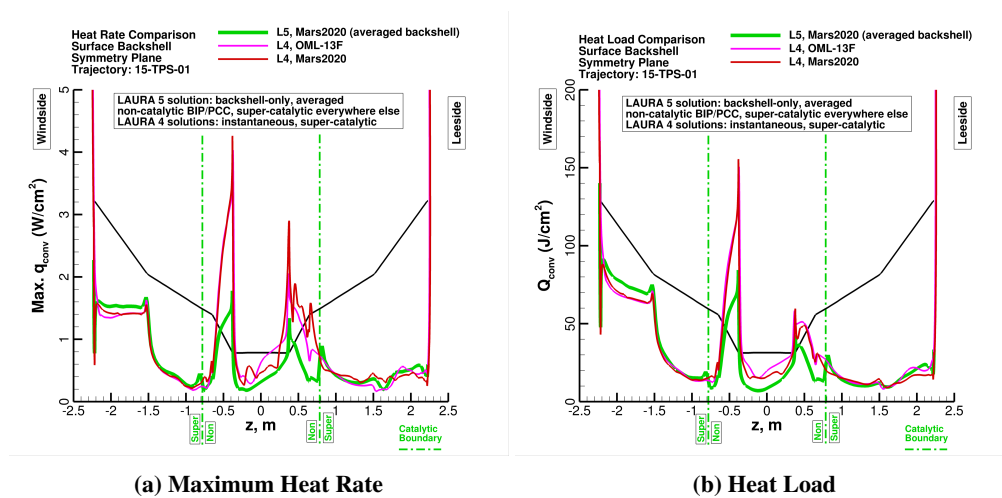 Heat Rate Comparison
Surface Backshell
Symmetry Plane
Trajectory: 15-TPS-01
L5, Mars2020 (averaged backshell)
L4, OML-13F
L4, Mars2020
LAURA 5 solution: backshell-only, averaged
non-catalytic BIP/PCC, super-catalytic everywhere else
LAURA 4 solutions: instantaneous, super-catalytic
Windside
Leeside
Max. q_conv (W/cm²)
5
4
3
2
1
0
-2.5 -1.5 -0.5 0 0.5 1 1.5 2 2.5
z, m
Super
Non
Non
Super
Catalytic
Boundary
(a) Maximum Heat Rate
Heat Load Comparison
Surface Backshell
Symmetry Plane
Trajectory: 15-TPS-01
L5, Mars2020 (averaged backshell)
L4, OML-13F
L4, Mars2020
LAURA 5 solution: backshell-only, averaged
non-catalytic BIP/PCC, super-catalytic everywhere else
LAURA 4 solutions: instantaneous, super-catalytic
Windside
Leeside
Q_conv (J/cm²)
200
150
100
50
0
-2.5 -2 -1.5 -1 -0.5 0 0.5 1 1.5 2 2.5
z, m
Super
Non
Non
Super
Catalytic
Boundary
(b) Heat Load